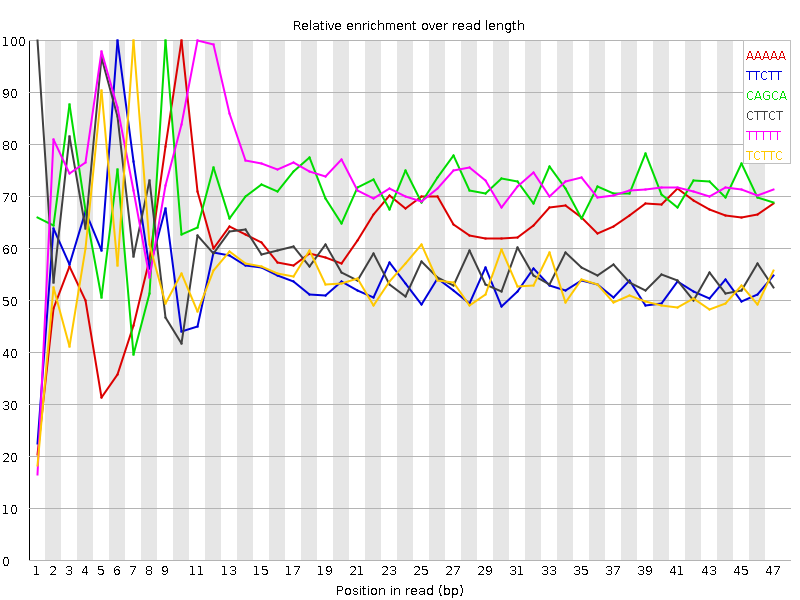 Relative enrichment over read length
100
90
80
70
60
50
40
30
20
10
0
AAAAA
TTCTT
CAGCA
CTTCT
TTTTT
TCTTC
1 2 3 4 5 6 7 8 9 11 13 15 17 19 21 23 25 27 29 31 33 35 37 39 41 43 45 47
Position in read (bp)